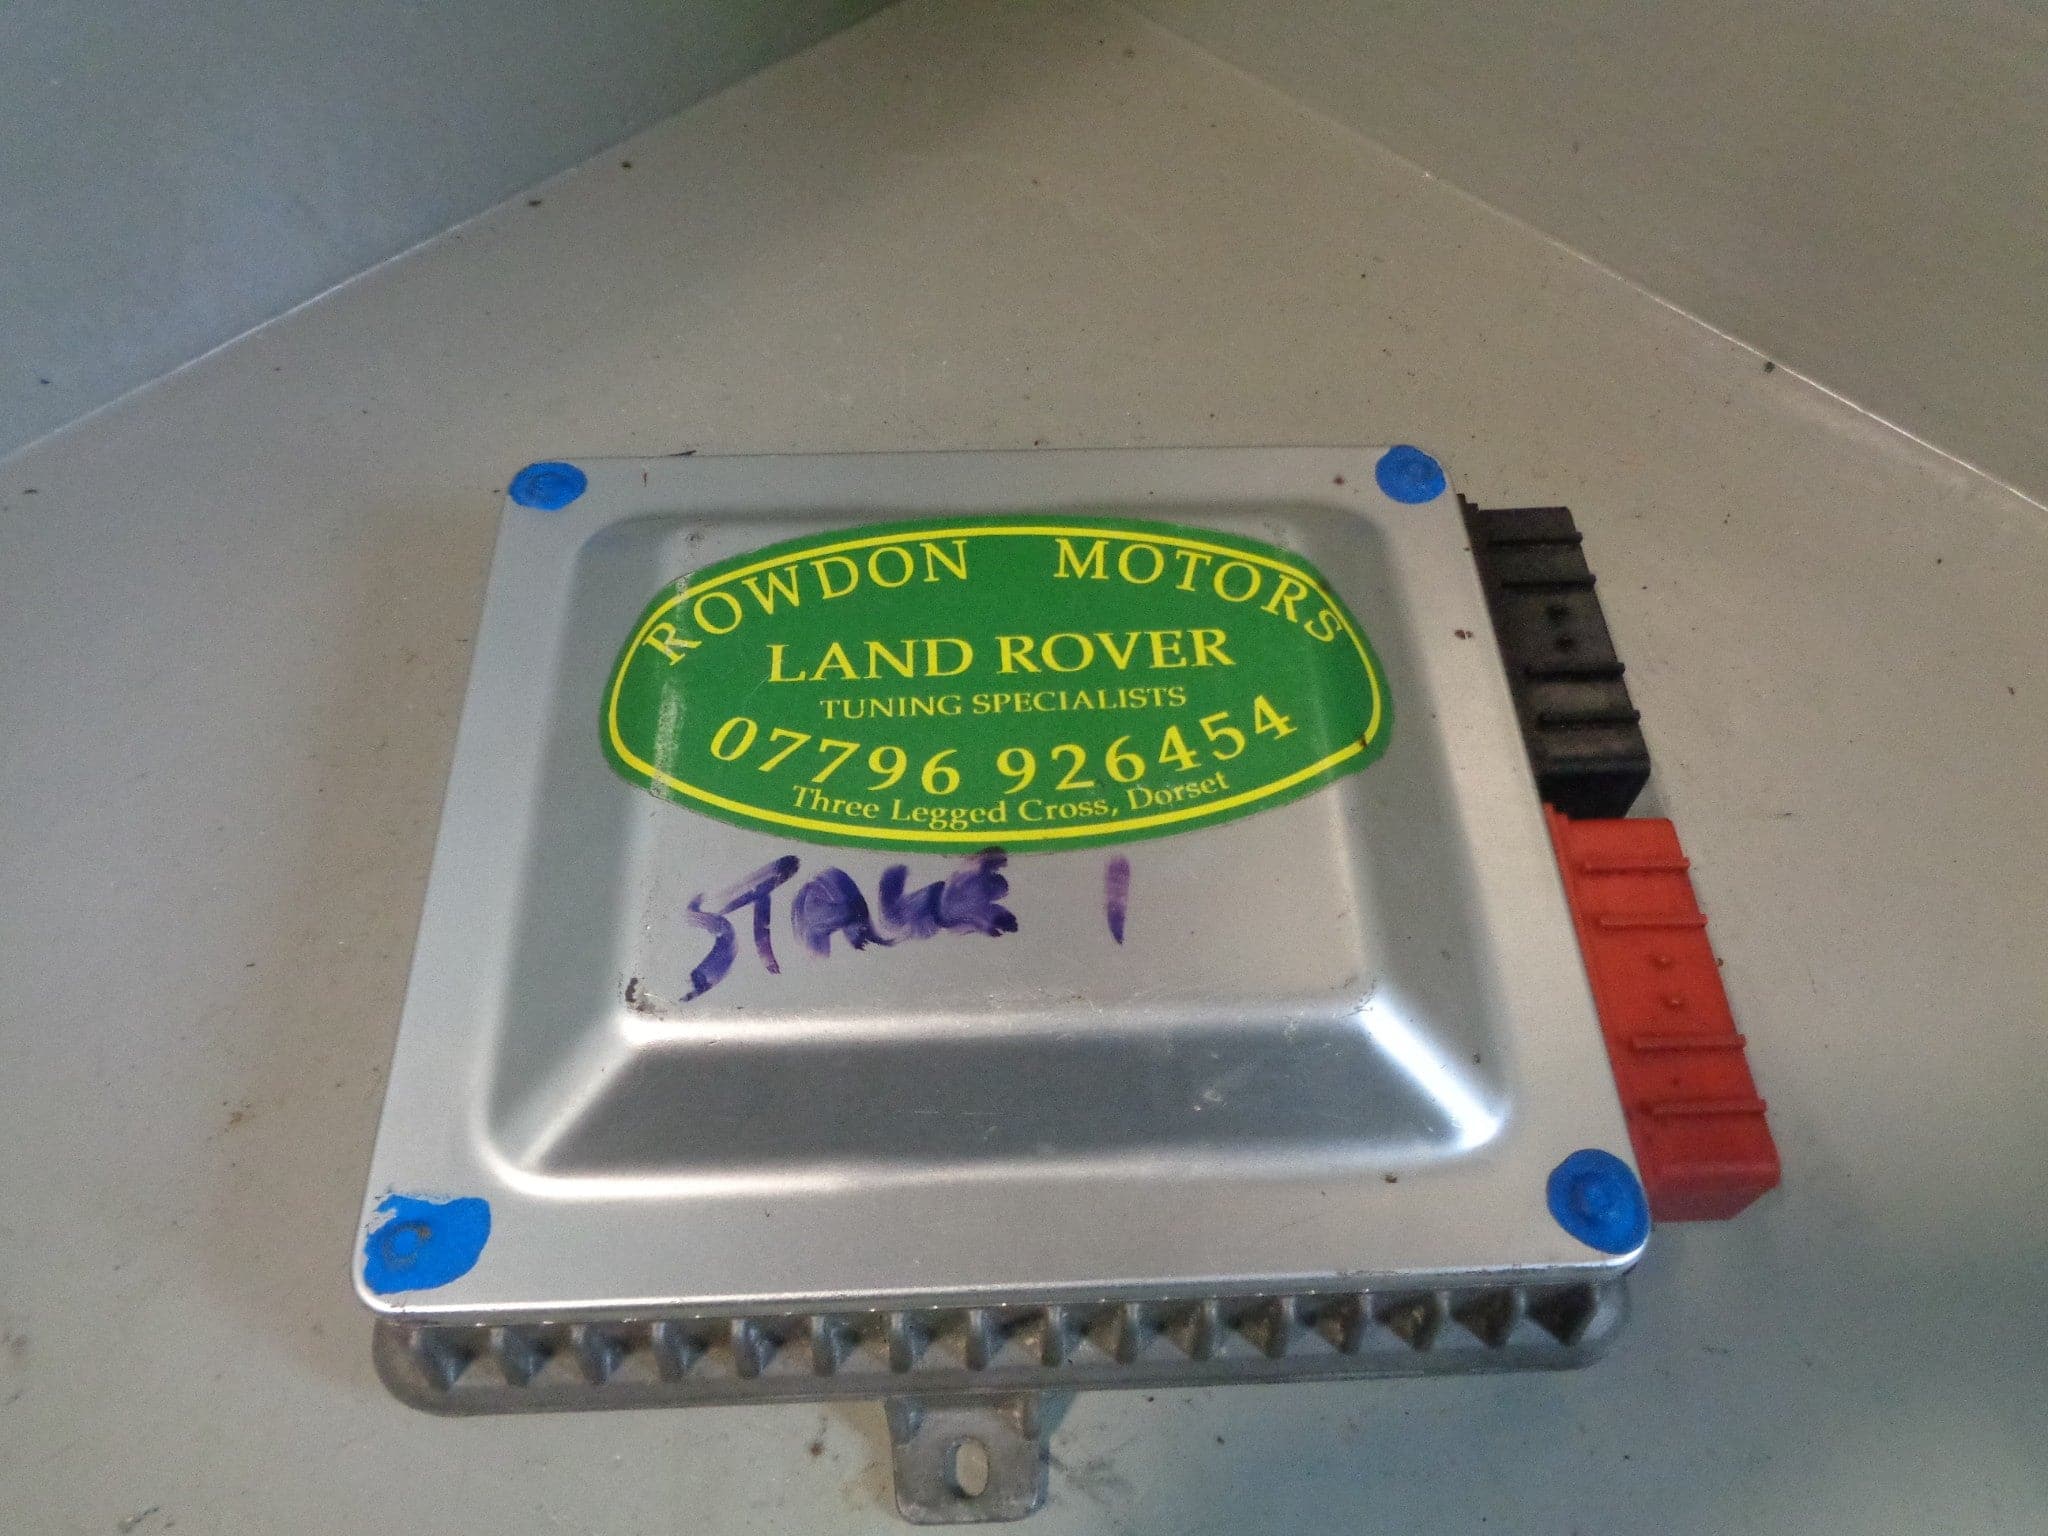 ROWDON MOTORS
LAND ROVER
TUNING SPECIALISTS
07796 926454
Three Legged Cross, Dorset
STAGE 1